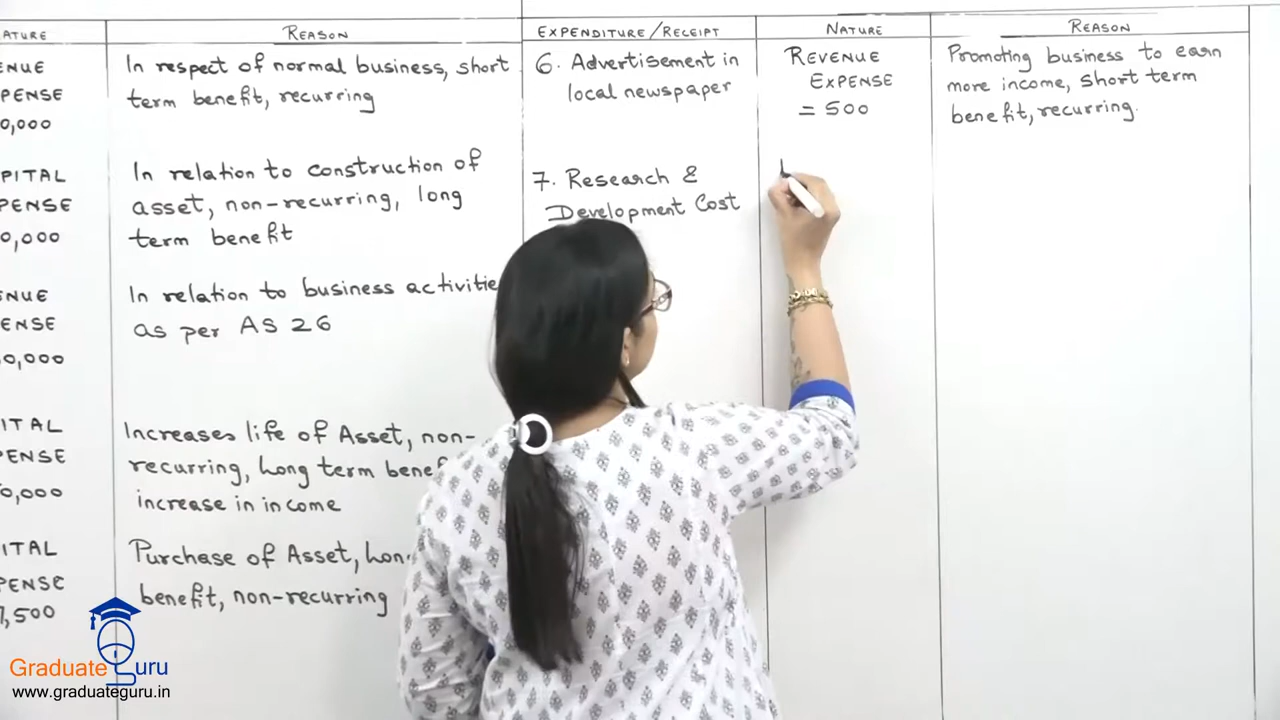 ATURE
REASON
EXPENDITURE/RECEIPT
NATURE
REASON
ENUE
PENSE
0,000
In respect of normal business, short
term benefit, recurring
PITAL
PENSE
0,000
In relation to construction of
asset, non-recurring, long
term benefit
ENUE
ENSE
0,000
In relation to business activitie
as per AS 26
ITAL
PENSE
0,000
Increases life of Asset, non-
recurring, long term benef
increase in income
ITAL
PENSE
7,500
Purchase of Asset, lon
benefit, non-recurring
6. Advertisement in
local newspaper
REVENUE
EXPENSE
= 500
Promoting business to earn
more income, short term
benefit, recurring.
7. Research &
Development Cost
Graduate Guru
www.graduateguru.in